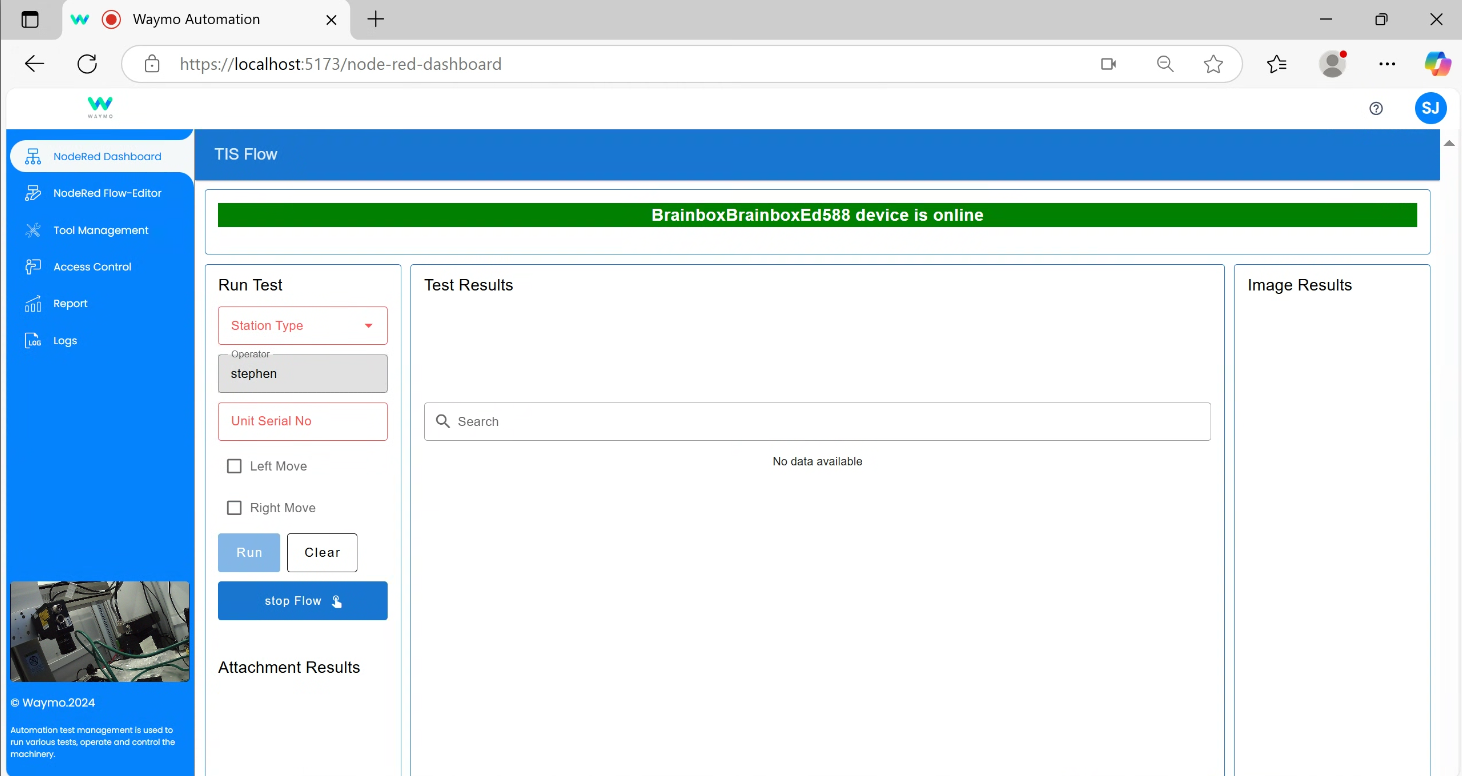 Waymo Automation
https://localhost:5173/node-red-dashboard
WAYMO
SJ
NodeRed Dashboard
NodeRed Flow-Editor
Tool Management
Access Control
Report
LOG
Logs
© Waymo.2024
Automation test management is used to
run various tests, operate and control the
machinery.
TIS Flow
BrainboxBrainboxEd588 device is online
Run Test
Station Type
Operator
stephen
Unit Serial No
Left Move
Right Move
Run
Clear
stop Flow
Attachment Results
Test Results
Search
No data available
Image Results